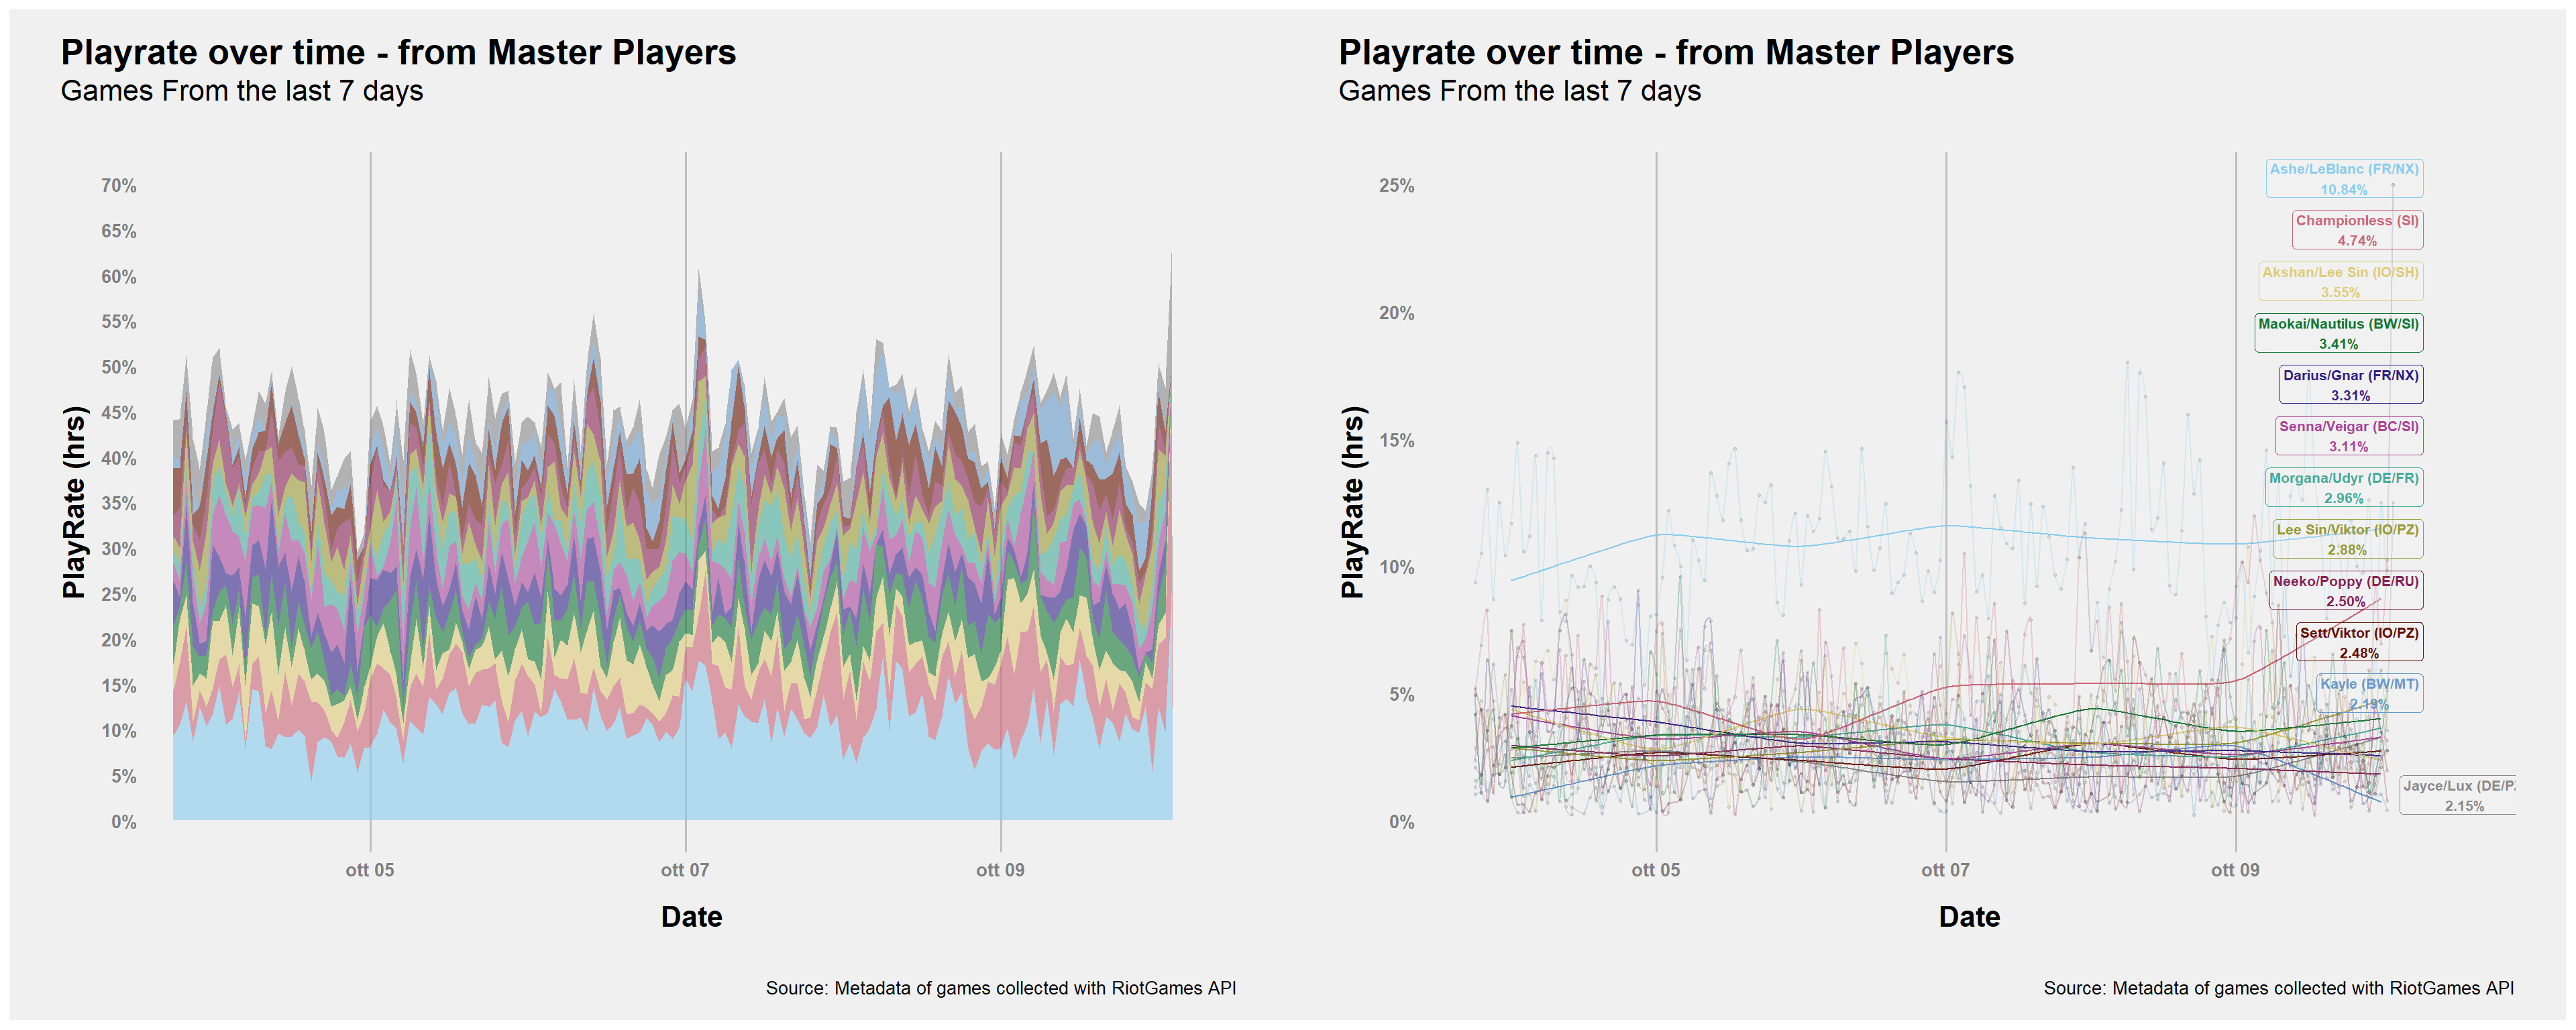 Playrate over time - from Master Players
Games From the last 7 days
70%
65%
60%
55%
50%
45%
40%
35%
30%
25%
20%
15%
10%
5%
0%
PlayRate (hrs)
ott 05
ott 07
ott 09
Date
Source: Metadata of games collected with RiotGames API
Playrate over time - from Master Players
Games From the last 7 days
25%
20%
15%
10%
5%
0%
PlayRate (hrs)
Ashe/LeBlanc (FR/NX)
10.84%
Championless (SI)
4.74%
Akshan/Lee Sin (IO/SH)
3.55%
Maokai/Nautilus (BW/SI)
3.41%
Darius/Gnar (FR/NX)
3.31%
Senna/Veigar (BC/SI)
3.11%
Morgana/Udyr (DE/FR)
2.96%
Lee Sin/Viktor (IO/PZ)
2.88%
Neeko/Poppy (DE/RU)
2.50%
Sett/Viktor (IO/PZ)
2.48%
Kayle (BW/MT)
2.19%
Jayce/Lux (DE/P
2.15%
ott 05
ott 07
ott 09
Date
Source: Metadata of games collected with RiotGames API